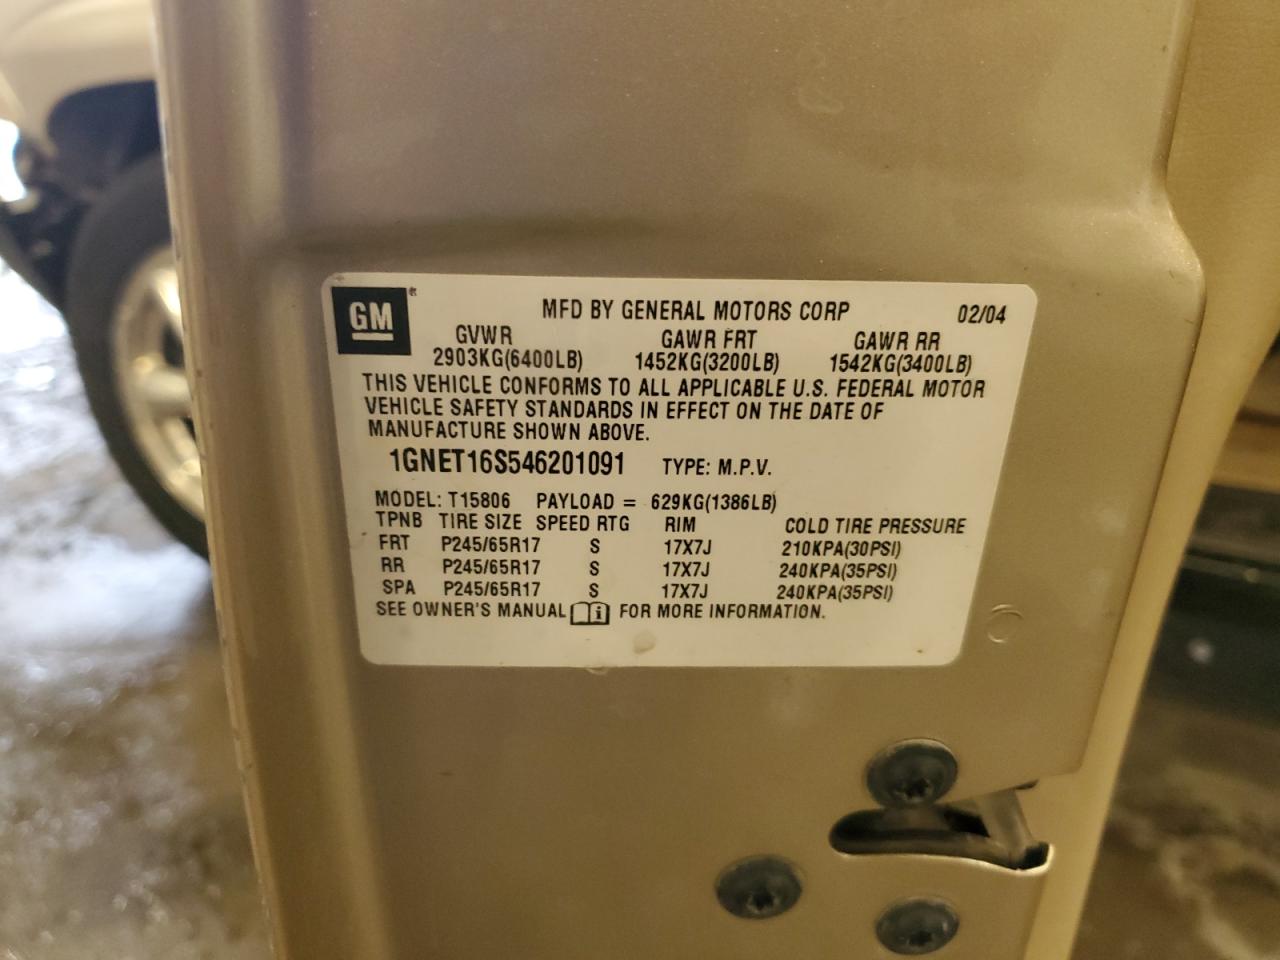 GM®
MFD BY GENERAL MOTORS CORP 02/04
GVWR GAWR FRT GAWR RR
2903KG(6400LB) 1452KG(3200LB) 1542KG(3400LB)
THIS VEHICLE CONFORMS TO ALL APPLICABLE U.S. FEDERAL MOTOR
VEHICLE SAFETY STANDARDS IN EFFECT ON THE DATE OF
MANUFACTURE SHOWN ABOVE.
1GNET16S546201091 TYPE: M.P.V.
MODEL: T15806 PAYLOAD = 629KG(1386LB)
TPNB TIRE SIZE SPEED RTG RIM COLD TIRE PRESSURE
FRT P245/65R17 S 17X7J 210KPA(30PSI)
RR P245/65R17 S 17X7J 240KPA(35PSI)
SPA P245/65R17 S 17X7J 240KPA(35PSI)
SEE OWNER'S MANUAL i FOR MORE INFORMATION.